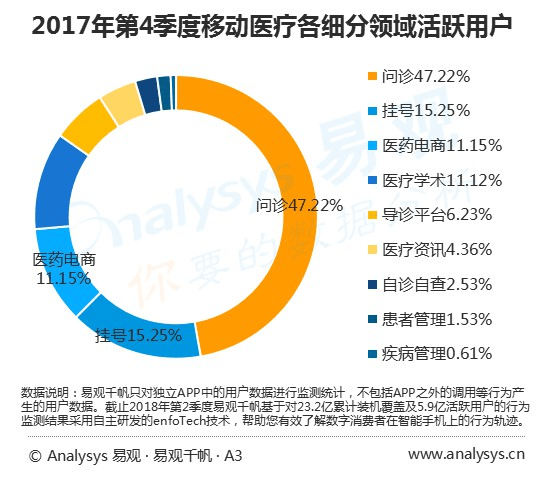 2017年第4季度移动医疗各细分领域活跃用户
问诊47.22%
挂号15.25%
医药电商11.15%
医疗学术11.12%
导诊平台6.23%
医疗资讯4.36%
自诊自查2.53%
患者管理1.53%
疾病管理0.61%
问诊47.22%
医药电商
11.15%
挂号15.25%
analysys 易观
你要的数据分析
数据说明：易观千帆只对独立APP中的用户数据进行监测统计，不包括APP之外的调用等行为产
生的用户数据。截止2018年第2季度易观千帆基于对23.2亿累计装机覆盖及5.9亿活跃用户的行为
监测结果采用自主研发的enfoTech技术，帮助您有效了解数字消费者在智能手机上的行为轨迹。
© Analysys 易观 · 易观千帆 · A3
www.analysys.cn